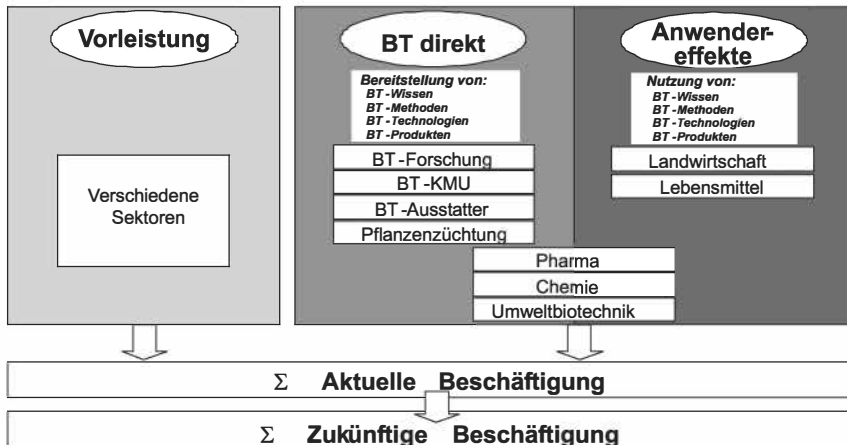 Vorleistung
Verschiedene
Sektoren
BT direkt
Bereitstellung von:
BT-Wissen
BT-Methoden
BT-Technologien
BT-Produkten
BT-Forschung
BT-KMU
BT-Ausstatter
Pflanzenzüchtung
Anwender-
effekte
Nutzung von:
BT-Wissen
BT-Methoden
BT-Technologien
BT-Produkten
Landwirtschaft
Lebensmittel
Pharma
Chemie
Umweltbiotechnik
Σ Aktuelle Beschäftigung
Σ Zukünftige Beschäftigung